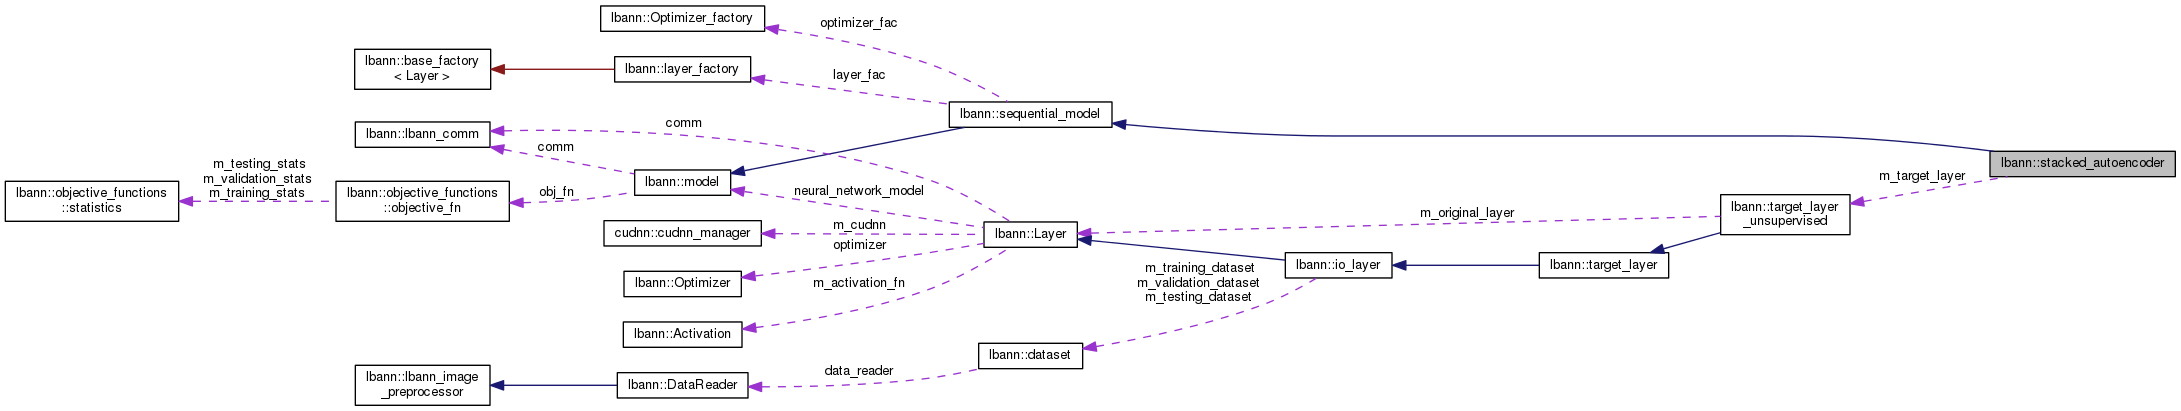 lbann::Optimizer_factory
optimizer_fac
lbann::base_factory
< Layer >
lbann::layer_factory
layer_fac
lbann::sequential_model
lbann::lbann_comm
comm
comm
lbann::stacked_autoencoder
m_target_layer
m_testing_stats
m_validation_stats
m_training_stats
lbann::objective_functions
::statistics
lbann::objective_functions
::objective_fn
obj_fn
lbann::model
neural_network_model
m_original_layer
lbann::target_layer
_unsupervised
cudnn::cudnn_manager
m_cudnn
lbann::Layer
optimizer
lbann::Optimizer
m_activation_fn
lbann::io_layer
lbann::target_layer
m_training_dataset
m_validation_dataset
m_testing_dataset
lbann::Activation
lbann::dataset
lbann::lbann_image
_preprocessor
lbann::DataReader
data_reader